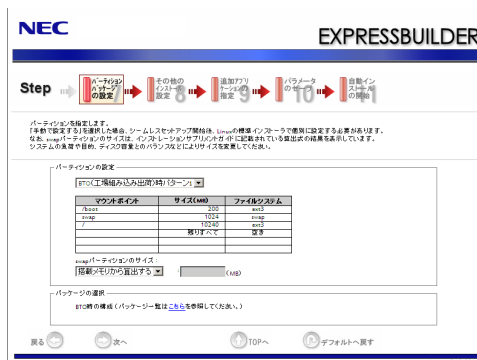 NEC
EXPRESSBUILDER
Step
パーティション
パッケージ
の設定
7
その他の
インストール
設定
8
追加アプリ
ケーションの
指定
9
パラメータ
のセーブ
10
自動イン
ストール
の開始
11
パーティションを指定します。
「手動で設定する」を選択した場合、シームレスセットアップ開始後、Linuxの標準インストーラで個別に設定する必要があります。
なお、swapパーティションのサイズは、インストレーションサプリメントガイドに記載されている算出式の結果を表示しています。
システムの負荷や目的、ディスク容量とのバランスなどによりサイズを変更してください。
パーティションの設定
BTO(工場組み込み出荷)時パターン1
マウントポイント サイズ(MB) ファイルシステム
/boot 200 ext3
swap 1024 swap
/ 10240 ext3
残りすべて 空き
swapパーティションのサイズ:
搭載メモリから算出する : (MB)
パッケージの選択
BTO時の構成(パッケージ一覧はこちらを参照してください。)
戻る 次へ TOPへ デフォルトへ戻す